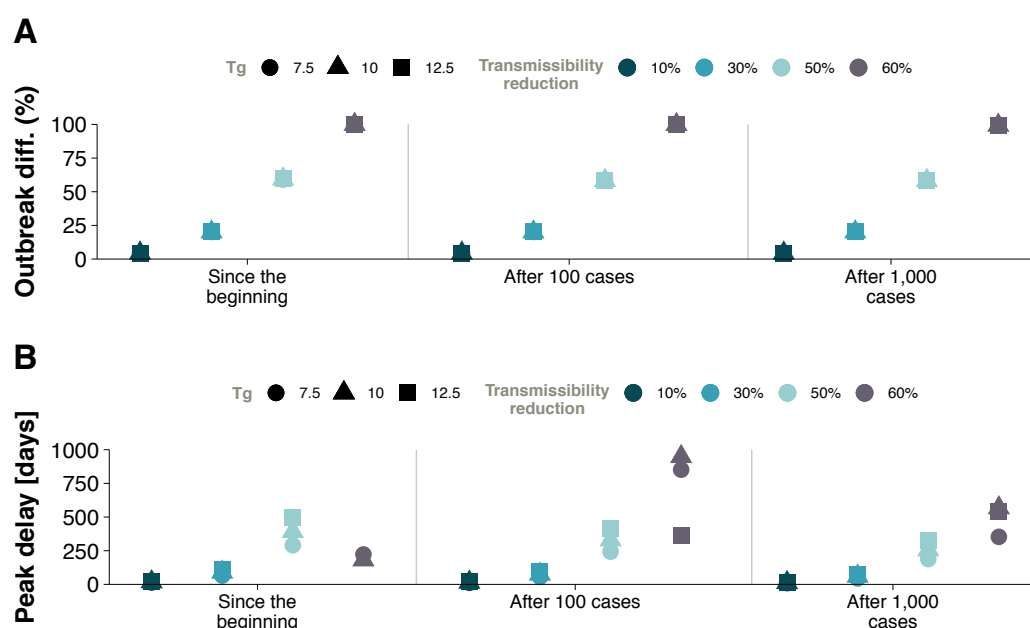 A
Tg 7.5 10 12.5 Transmissibility reduction 10% 30% 50% 60%
Outbreak diff. (%)
100
75
50
25
0
Since the beginning
After 100 cases
After 1,000 cases
B
Tg 7.5 10 12.5 Transmissibility reduction 10% 30% 50% 60%
Peak delay [days]
1000
750
500
250
0
Since the beginning
After 100 cases
After 1,000 cases